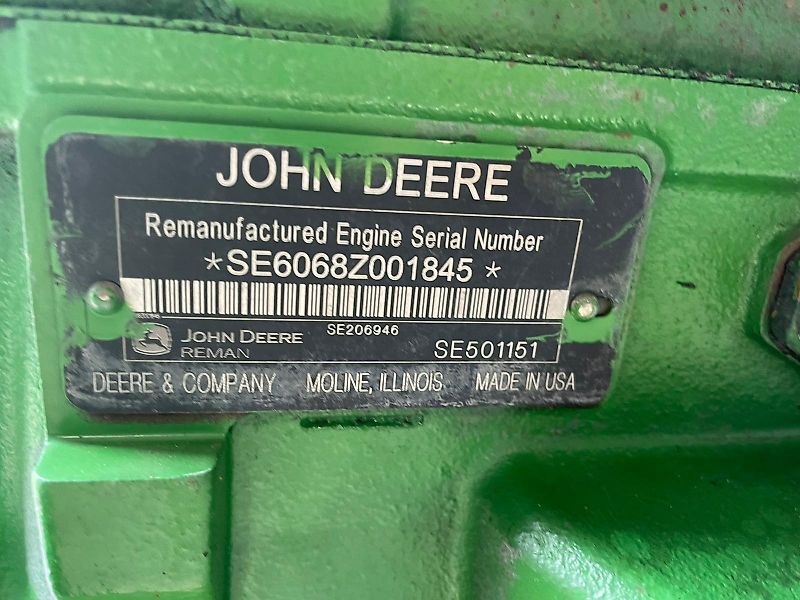 JOHN DEERE
Remanufactured Engine Serial Number
*SE6068Z001845*
SE206946
JOHN DEERE
REMAN
SE501151
DEERE & COMPANY MOLINE, ILLINOIS MADE IN USA